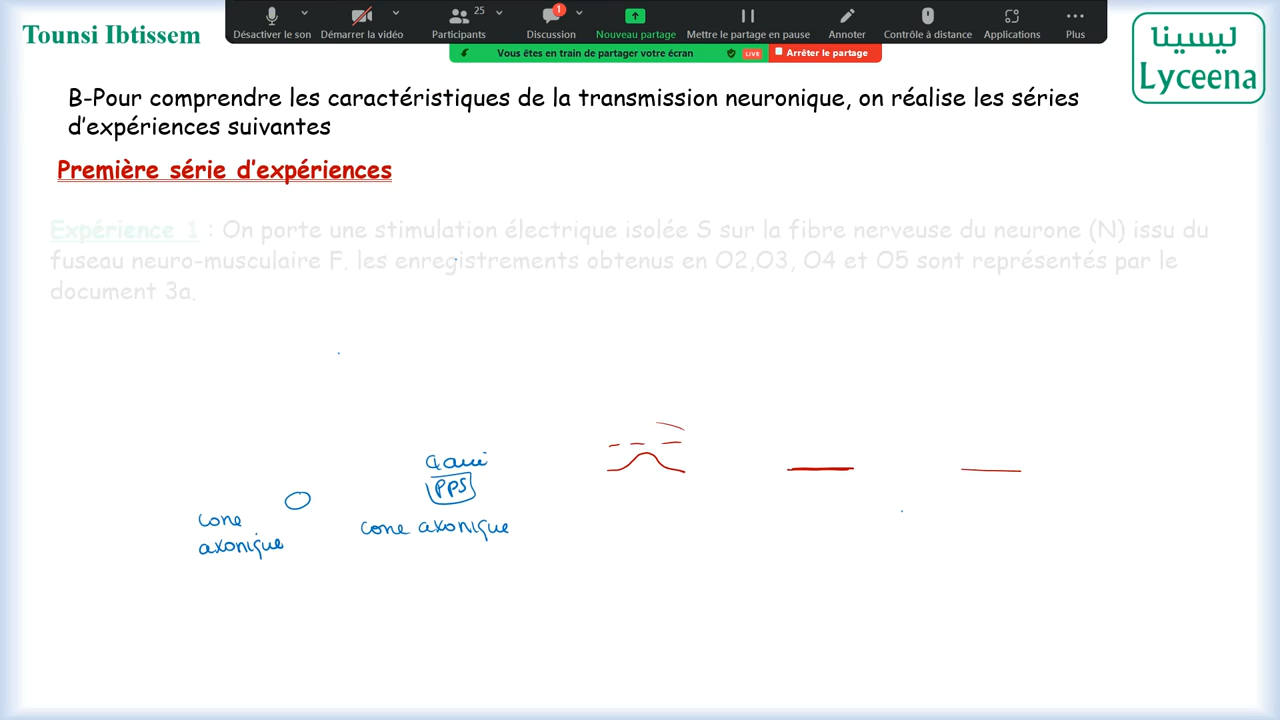 Tounsi Ibtissem
Désactiver le son
Démarrer la vidéo
25
Participants
1
Discussion
Nouveau partage
Mettre le partage en pause
Annoter
Contrôle à distance
Applications
Plus
Vous êtes en train de partager votre écran
LIVE
Arrêter le partage
ليسينا
Lyceena
B-Pour comprendre les caractéristiques de la transmission neuronique, on réalise les séries
d'expériences suivantes
Première série d'expériences
Expérience 1 : On porte une stimulation électrique isolée S sur la fibre nerveuse du neurone (N) issu du
fuseau neuro-musculaire F. les enregistrements obtenus en O2,O3, O4 et O5 sont représentés par le
document 3a.
PPS
cone axonique
cone
axonique